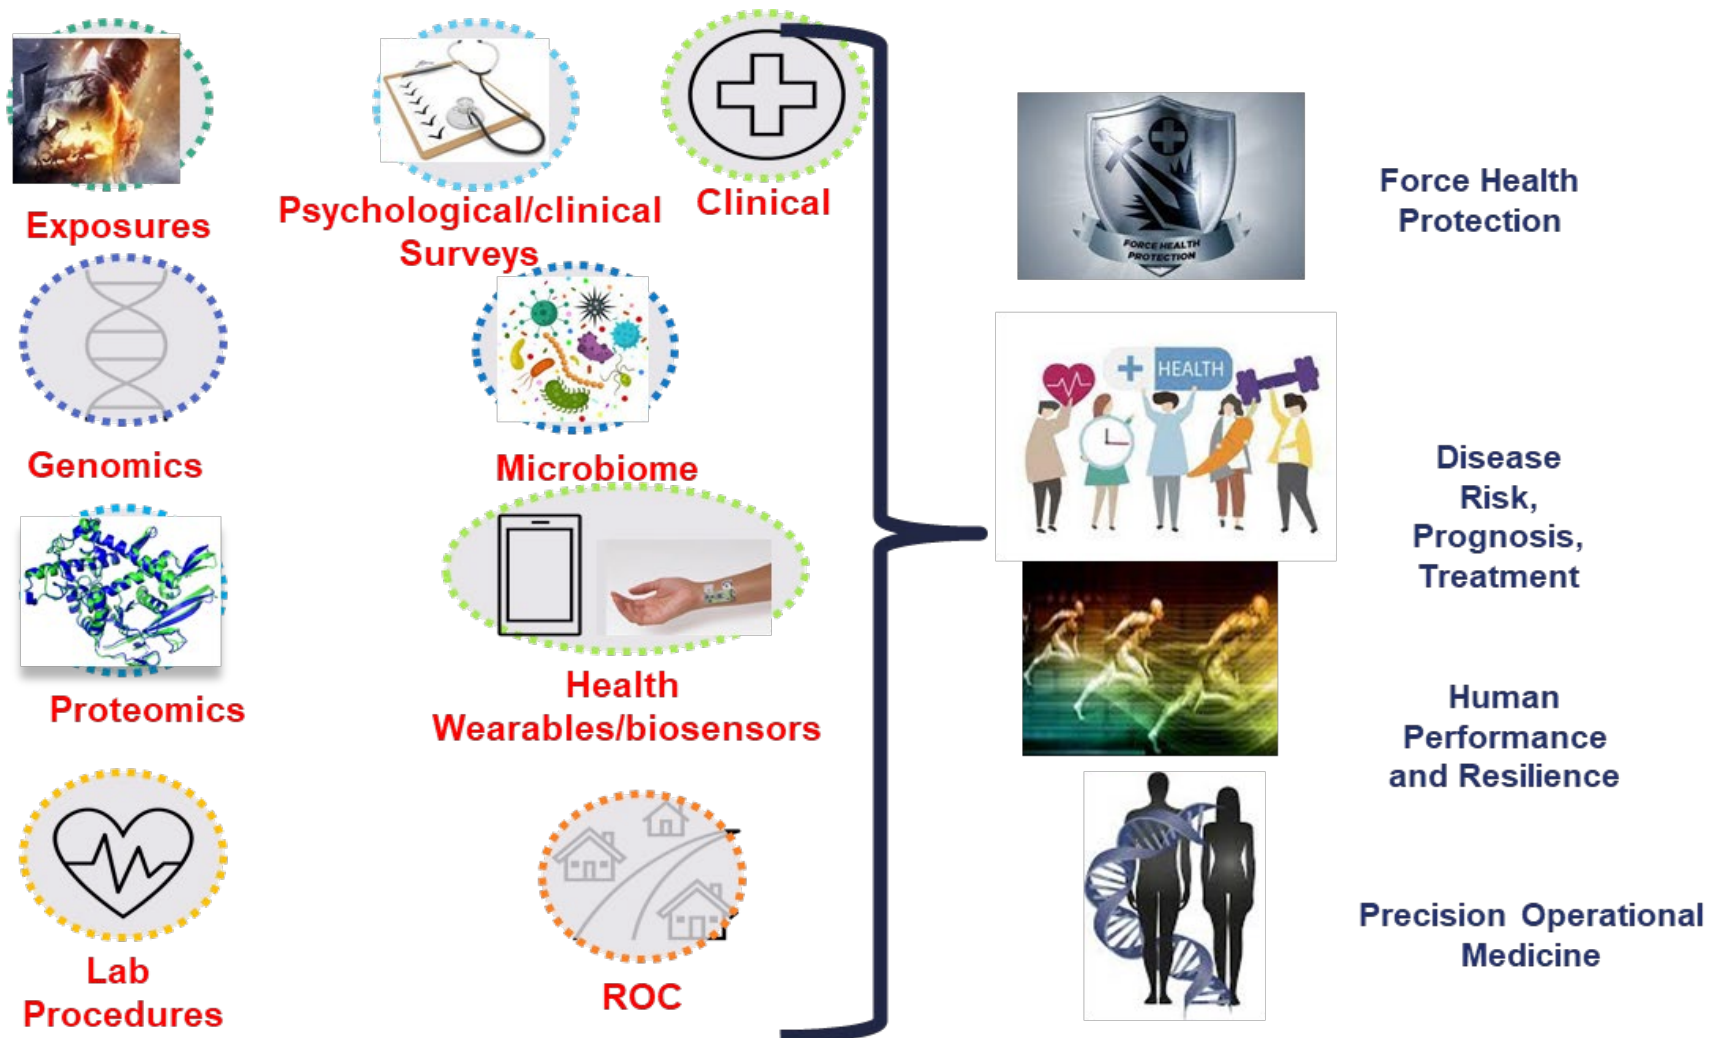 Exposures
Psychological/clinical
Surveys
Clinical
Genomics
Microbiome
Proteomics
Health
Wearables/biosensors
Lab
Procedures
ROC
FORCE HEALTH
PROTECTION
Force Health
Protection
HEALTH
Disease
Risk,
Prognosis,
Treatment
Human
Performance
and Resilience
Precision Operational
Medicine